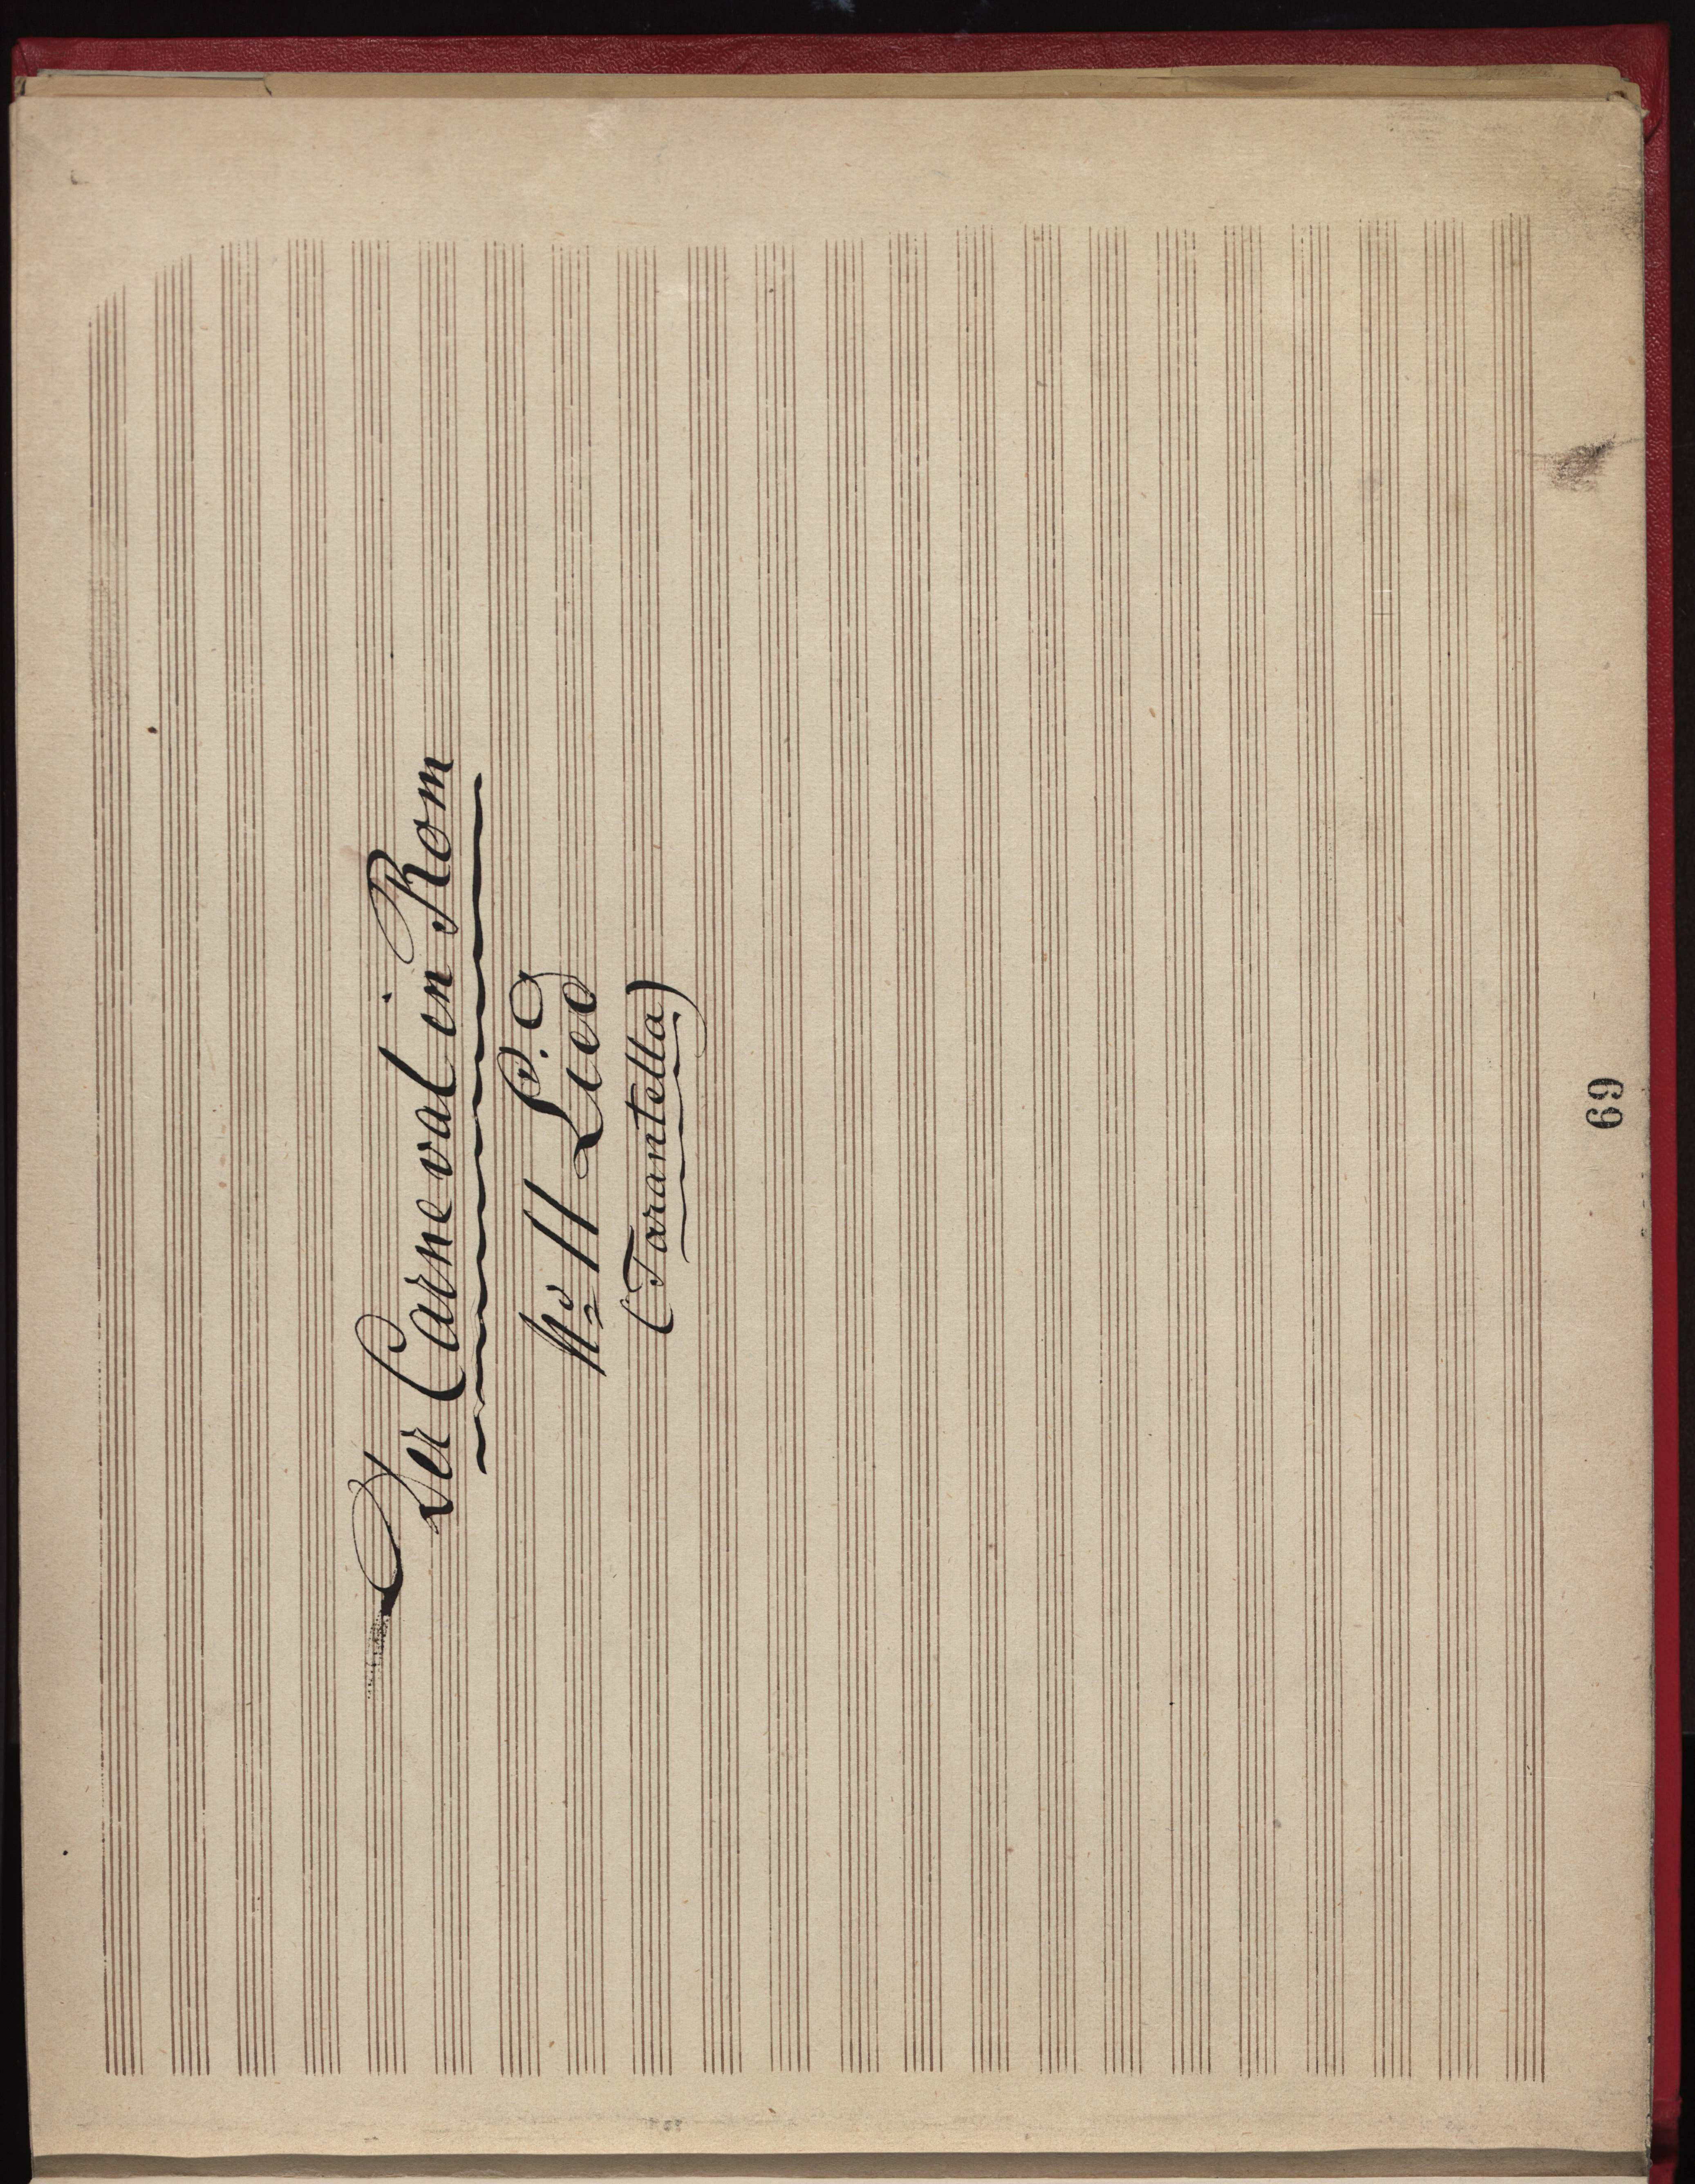 Der Carneval in Rom
No 11 Lied
(Tarantella)
69